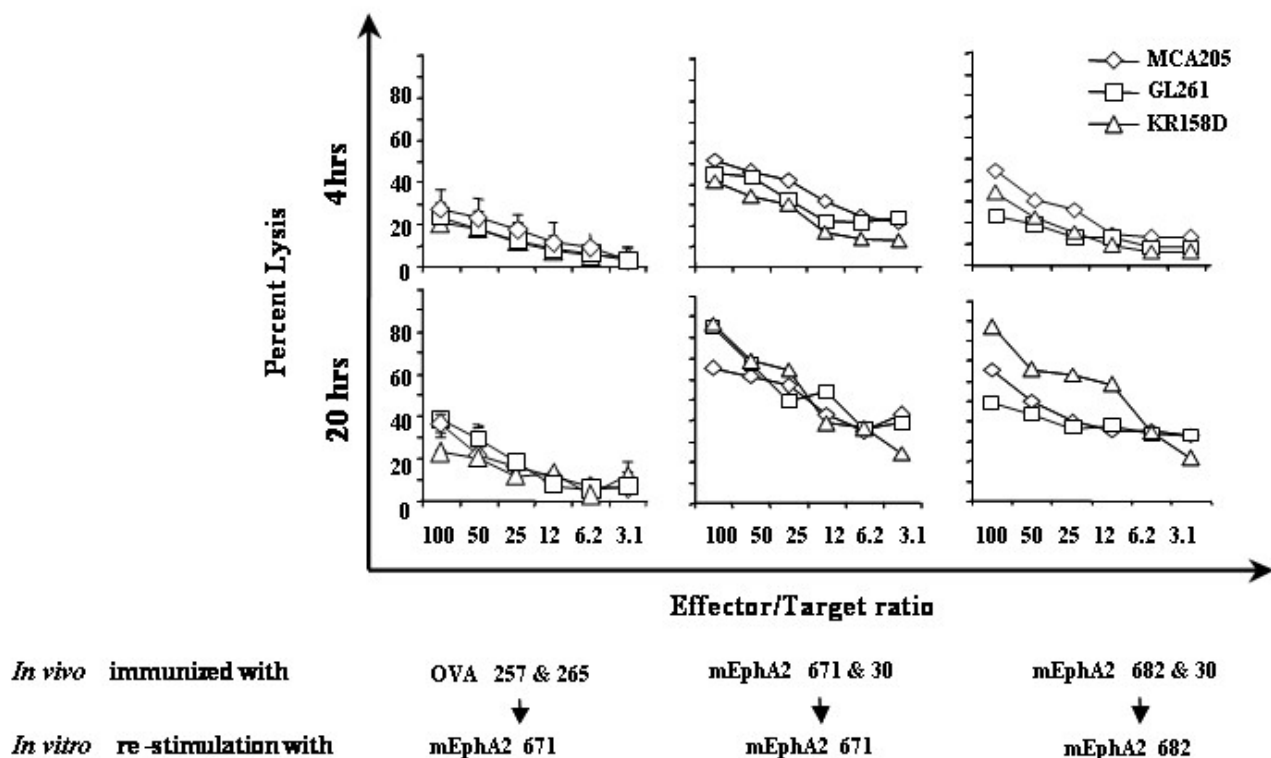 MCA205
GL261
KR158D
Percent Lysis
4hrs
80
60
40
20
0
20 hrs
80
60
40
20
0
100 50 25 12 6.2 3.1
100 50 25 12 6.2 3.1
100 50 25 12 6.2 3.1
Effector/Target ratio
In vivo immunized with OVA 257 & 265 mEphA2 671 & 30 mEphA2 682 & 30
In vitro re-stimulation with mEphA2 671 mEphA2 671 mEphA2 682